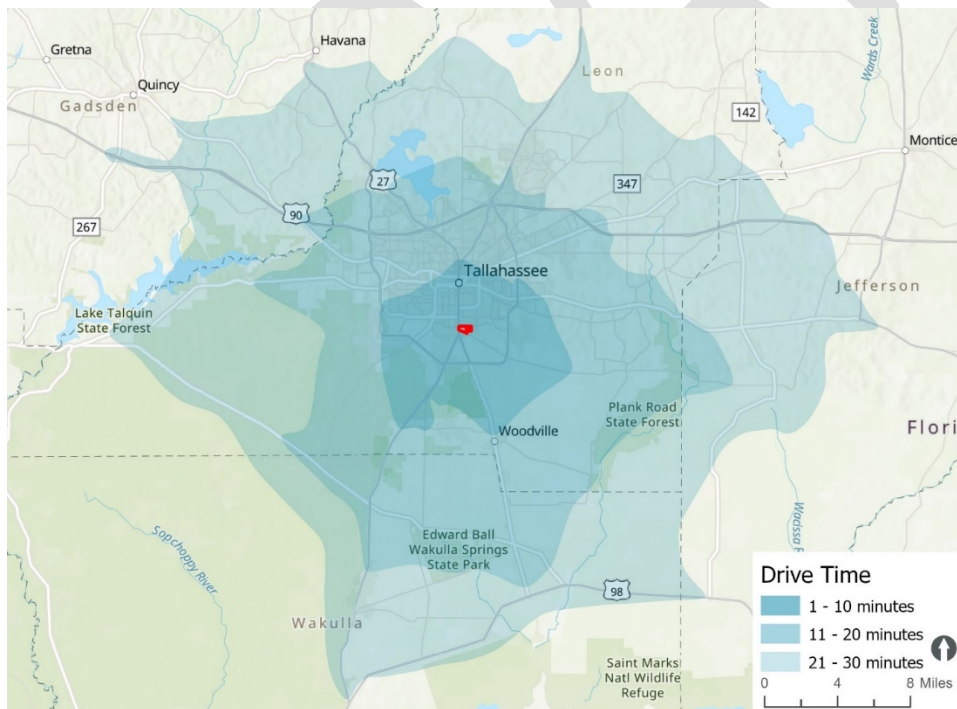 Gretna
Havana
Leon
Quincy
Gadsden
Wards Creek
142
Montice
27
347
90
267
Tallahassee
Jefferson
Lake Talquin
State Forest
Plank Road
State Forest
Flori
Woodville
Sopchoppy River
Edward Ball
Wakulla Springs
State Park
Wacissa R
98
Wakulla
Saint Marks
Natl Wildlife
Refuge
Drive Time
1 - 10 minutes
11 - 20 minutes
21 - 30 minutes
0 4 8 Miles